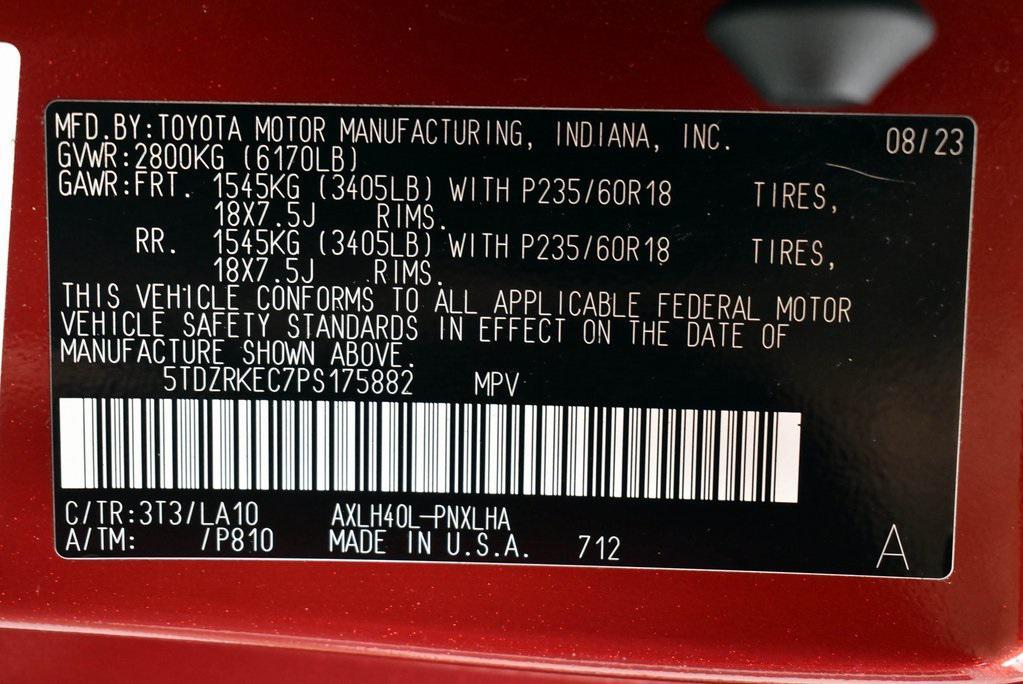 MFD.BY:TOYOTA MOTOR MANUFACTURING, INDIANA, INC. 08/23
GVWR:2800KG (6170LB)
GAWR:FRT. 1545KG (3405LB) WITH P235/60R18 TIRES,
18X7.5J RIMS.
RR. 1545KG (3405LB) WITH P235/60R18 TIRES,
18X7.5J RIMS.
THIS VEHICLE CONFORMS TO ALL APPLICABLE FEDERAL MOTOR
VEHICLE SAFETY STANDARDS IN EFFECT ON THE DATE OF
MANUFACTURE SHOWN ABOVE.
5TDZRKEC7PS175882 MPV
C/TR:3T3/LA10 AXLH40L-PNXLHA
A/TM: /P810 MADE IN U.S.A. 712 A